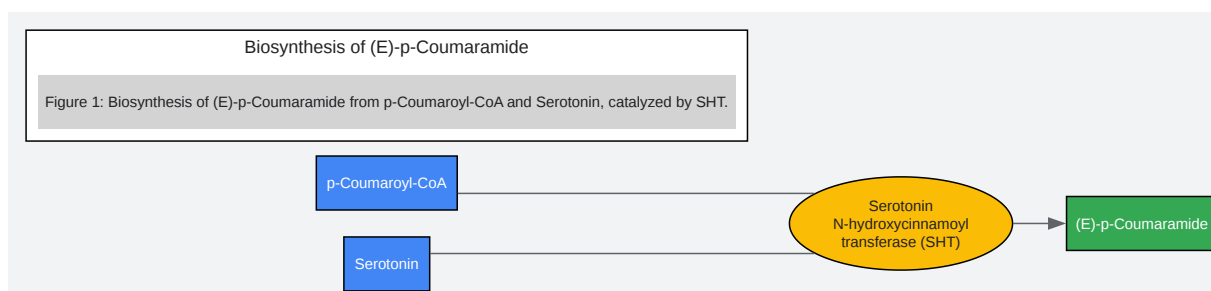 Biosynthesis of (E)-p-Coumaramide
Figure 1: Biosynthesis of (E)-p-Coumaramide from p-Coumaroyl-CoA and Serotonin, catalyzed by SHT.
p-Coumaroyl-CoA
Serotonin
Serotonin
N-hydroxycinnamoyl
transferase (SHT)
(E)-p-Coumaramide